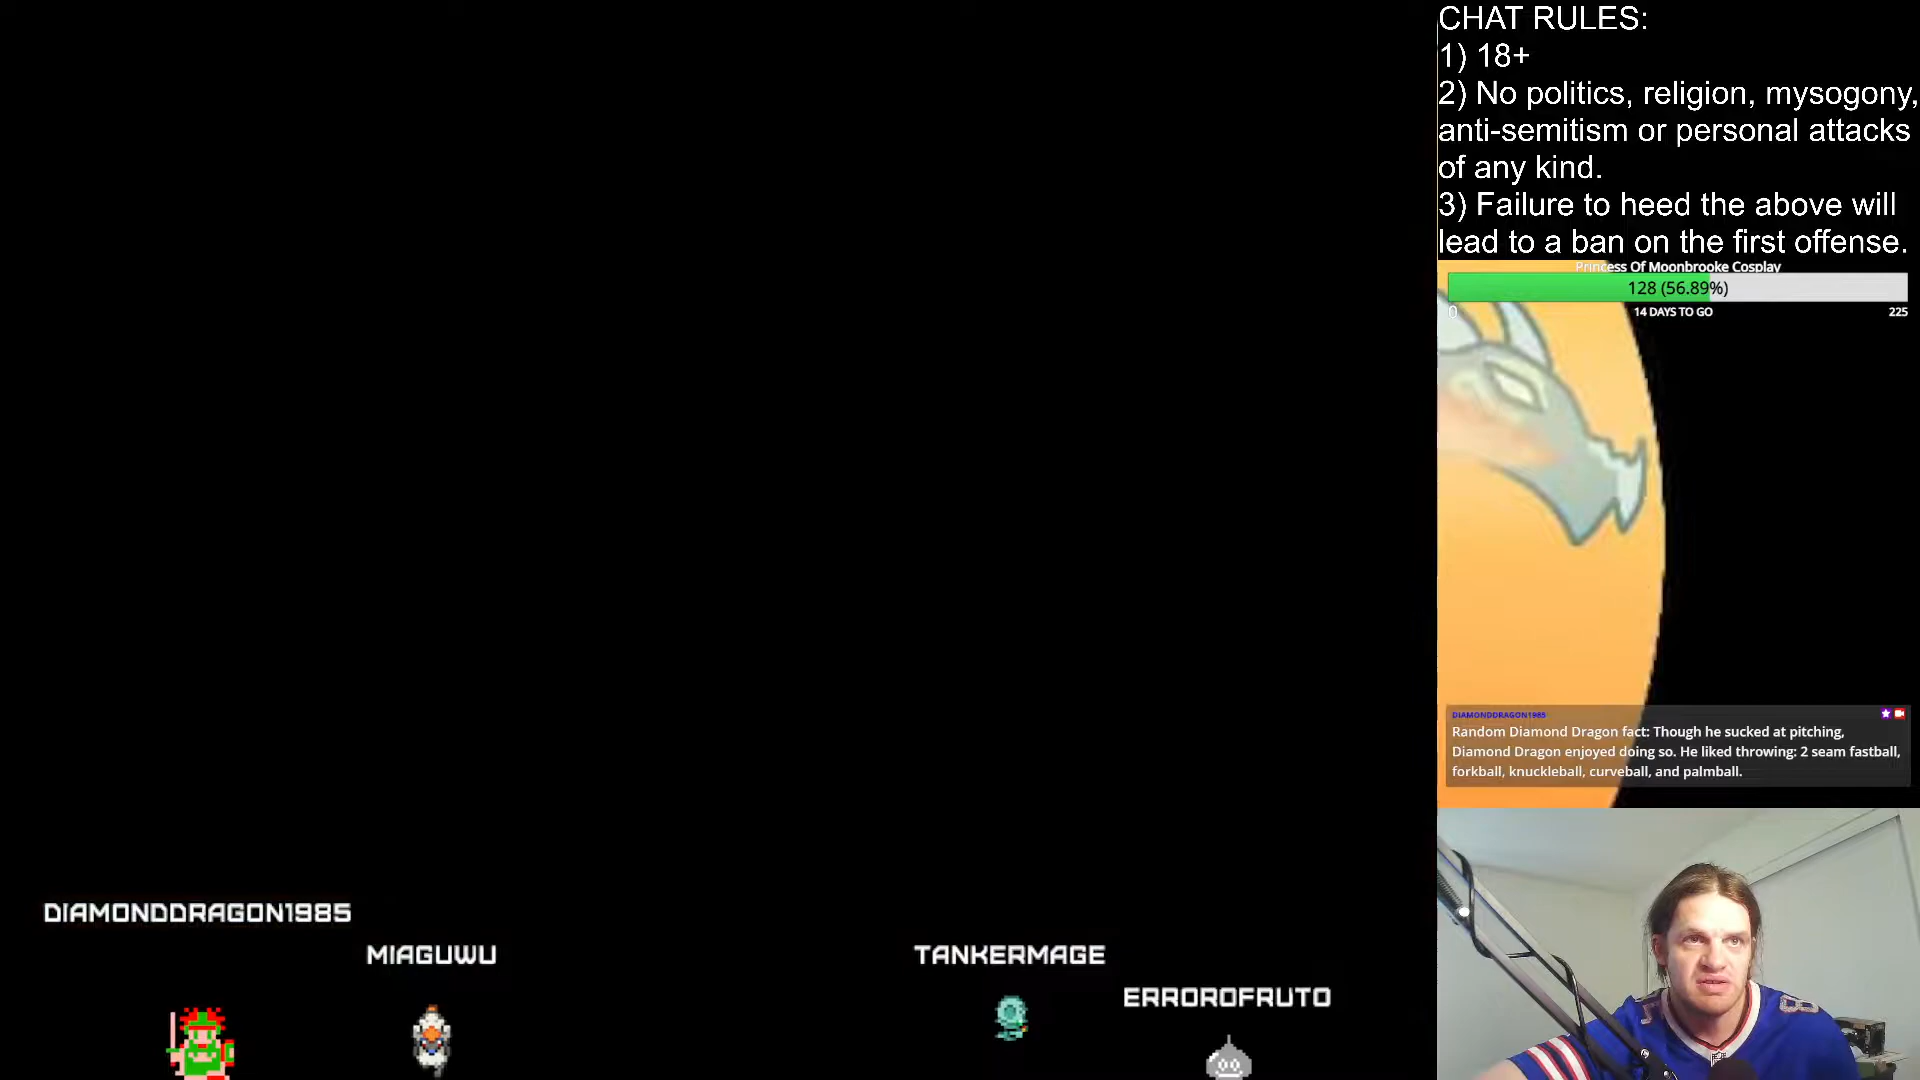 CHAT RULES:
1) 18+
2) No politics, religion, mysogony,
anti-semitism or personal attacks
of any kind.
3) Failure to heed the above will
lead to a ban on the first offense.
Princess Of Moonbrooke Cosplay
128 (56.89%)
0
14 DAYS TO GO
225
DIAMONDDRAGON1985
Random Diamond Dragon fact: Though he sucked at pitching,
Diamond Dragon enjoyed doing so. He liked throwing: 2 seam fastball,
forkball, knuckleball, curveball, and palmball.
DIAMONDDRAGON1985
MIAGUWU
TANKERMAGE
ERROROFRUTO